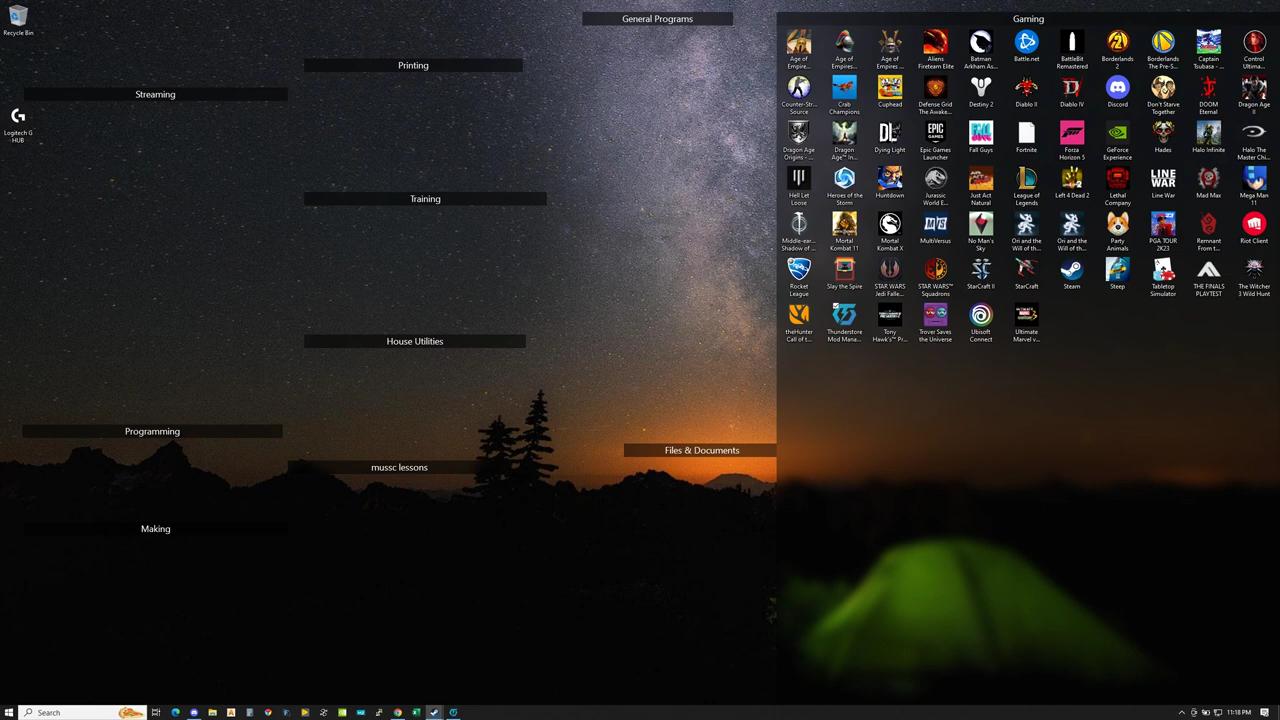 Recycle Bin
Logitech G
HUB
Streaming
Programming
Making
Printing
Training
House Utilities
mussc lessons
General Programs
Files & Documents
Gaming
Age of
Empire...
Age of
Empires...
Age of
Empires ...
Aliens
Fireteam Elite
Batman
Arkham As...
Battle.net
BattleBit
Remastered
Borderlands
2
Borderlands
The Pre-S...
Captain
Tsubasa - ...
Control
Ultima...
Counter-Str...
Source
Crab
Champions
Cuphead
Defense Grid
The Awake...
Destiny 2
Diablo II
Diablo IV
Discord
Don't Starve
Together
DOOM
Eternal
Dragon Age
II
Dragon Age
Origins - ...
Dragon
Age™ In...
Dying Light
Epic Games
Launcher
Fall Guys
Fortnite
Forza
Horizon 5
GeForce
Experience
Hades
Halo Infinite
Halo The
Master Chi...
Hell Let
Loose
Heroes of the
Storm
Huntdown
Jurassic
World E...
Just Act
Natural
League of
Legends
Left 4 Dead 2
Lethal
Company
LINE
WAR
Line War
Mad Max
Mega Man
11
Middle-ear...
Shadow of ...
Mortal
Kombat 11
Mortal
Kombat X
MultiVersus
No Man's
Sky
Ori and the
Will of th...
Ori and the
Will of th...
Party
Animals
PGA TOUR
2K23
Remnant
From t...
Riot Client
Rocket
League
Slay the Spire
STAR WARS
Jedi Falle...
STAR WARS™
Squadrons
StarCraft II
StarCraft
Steam
Steep
Tabletop
Simulator
THE FINALS
PLAYTEST
The Witcher
3 Wild Hunt
theHunter
Call of t...
Thunderstore
Mod Mana...
Tony
Hawk's™ Pr...
Trover Saves
the Universe
Ubisoft
Connect
Ultimate
Marvel v...
Search
11:18 PM